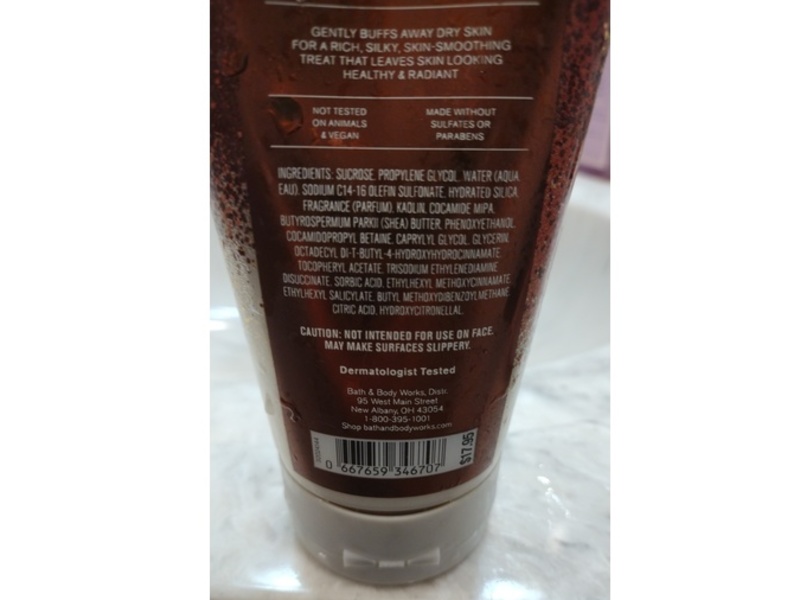 GENTLY BUFFS AWAY DRY SKIN
FOR A RICH, SILKY, SKIN-SMOOTHING
TREAT THAT LEAVES SKIN LOOKING
HEALTHY & RADIANT
NOT TESTED
ON ANIMALS
& VEGAN
MADE WITHOUT
SULFATES OR
PARABENS
INGREDIENTS: SUCROSE, PROPYLENE GLYCOL, WATER (AQUA,
EAU), SODIUM C14-16 OLEFIN SULFONATE, HYDRATED SILICA,
FRAGRANCE (PARFUM), KAOLIN, COCAMIDE MIPA,
BUTYROSPERMUM PARKII (SHEA) BUTTER, PHENOXYETHANOL,
COCAMIDOPROPYL BETAINE, CAPRYLYL GLYCOL, GLYCERIN,
OCTADECYL DI-T-BUTYL-4-HYDROXYHYDROCINNAMATE,
TOCOPHERYL ACETATE, TRISODIUM ETHYLENEDIAMINE
DISUCCINATE, SORBIC ACID, ETHYLHEXYL METHOXYCINNAMATE,
ETHYLHEXYL SALICYLATE, BUTYL METHOXYDIBENZOYLMETHANE,
CITRIC ACID, HYDROXYCITRONELLAL.
CAUTION: NOT INTENDED FOR USE ON FACE.
MAY MAKE SURFACES SLIPPERY.
Dermatologist Tested
Bath & Body Works, Distr.
95 West Main Street
New Albany, OH 43054
1-800-395-1001
Shop bathandbodyworks.com
0 667659 346707
$17.95